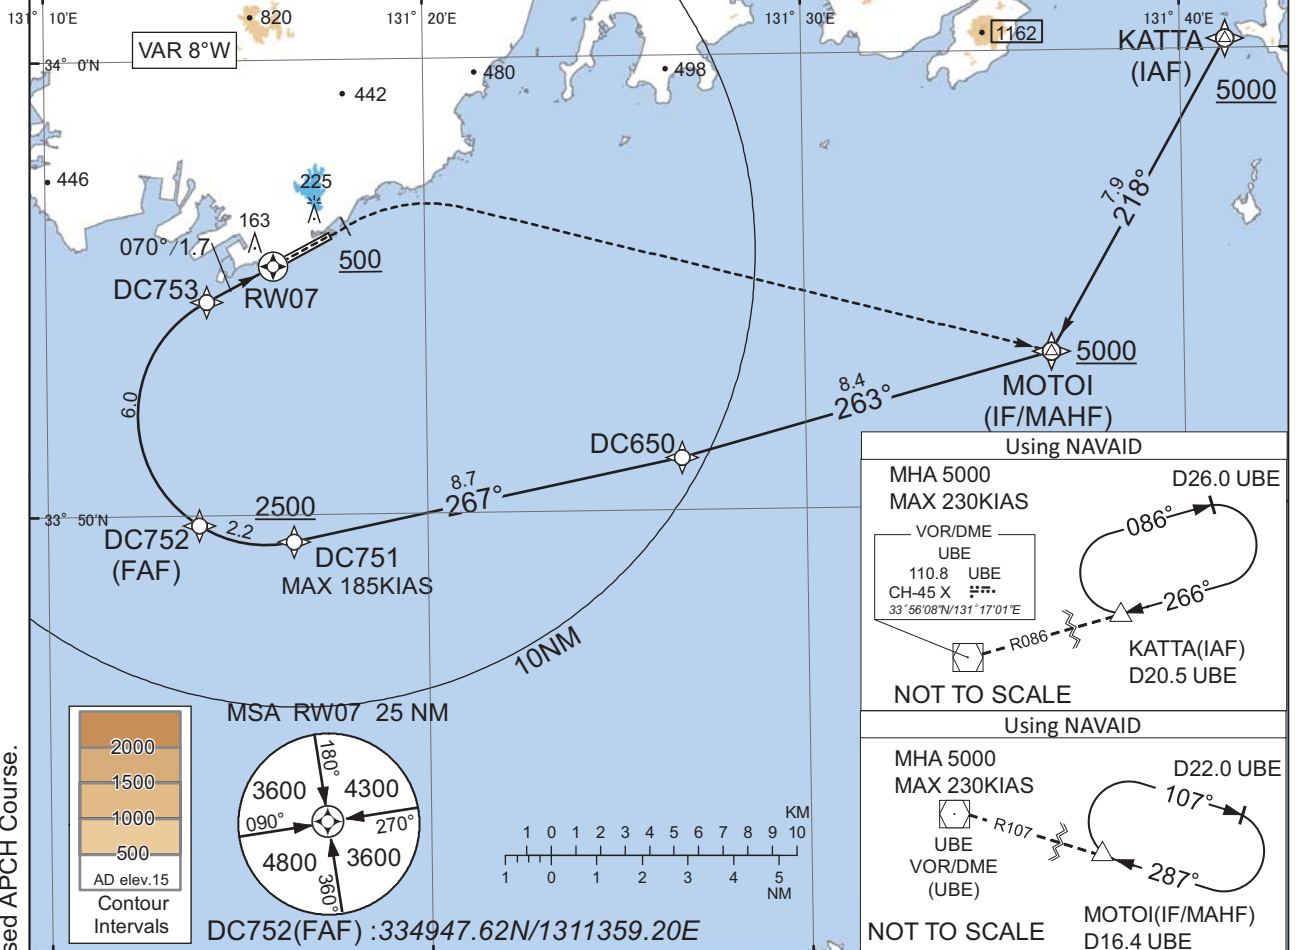 131° 10'E
820
131° 20'E
131° 30'E
131° 40'E
VAR 8°W
34° 0'N
480
498
1162
KATTA
(IAF)
5000
442
446
225
7.9
218°
163
070°/1.7
500
DC753
RW07
5000
MOTOI
(IF/MAHF)
6.0
8.4
263°
DC650
8.7
267°
2500
33° 50'N
DC752
(FAF)
2.2
DC751
MAX 185KIAS
10NM
Using NAVAID
MHA 5000
MAX 230KIAS
D26.0 UBE
VOR/DME
UBE
110.8 UBE
CH-45 X
33°56'08"N/131°17'01"E
086°
266°
R086
KATTA(IAF)
D20.5 UBE
NOT TO SCALE
Using NAVAID
MHA 5000
MAX 230KIAS
D22.0 UBE
107°
R107
UBE
VOR/DME
(UBE)
287°
MOTOI(IF/MAHF)
D16.4 UBE
NOT TO SCALE
MSA RW07 25 NM
180°
3600
4300
090°
270°
4800
3600
360°
2000
1500
1000
500
AD elev.15
Contour
Intervals
KM
1 0 1 2 3 4 5 6 7 8 9 10
1 0 1 2 3 4 5
NM
DC752(FAF) :334947.62N/1311359.20E
sed APCH Course.